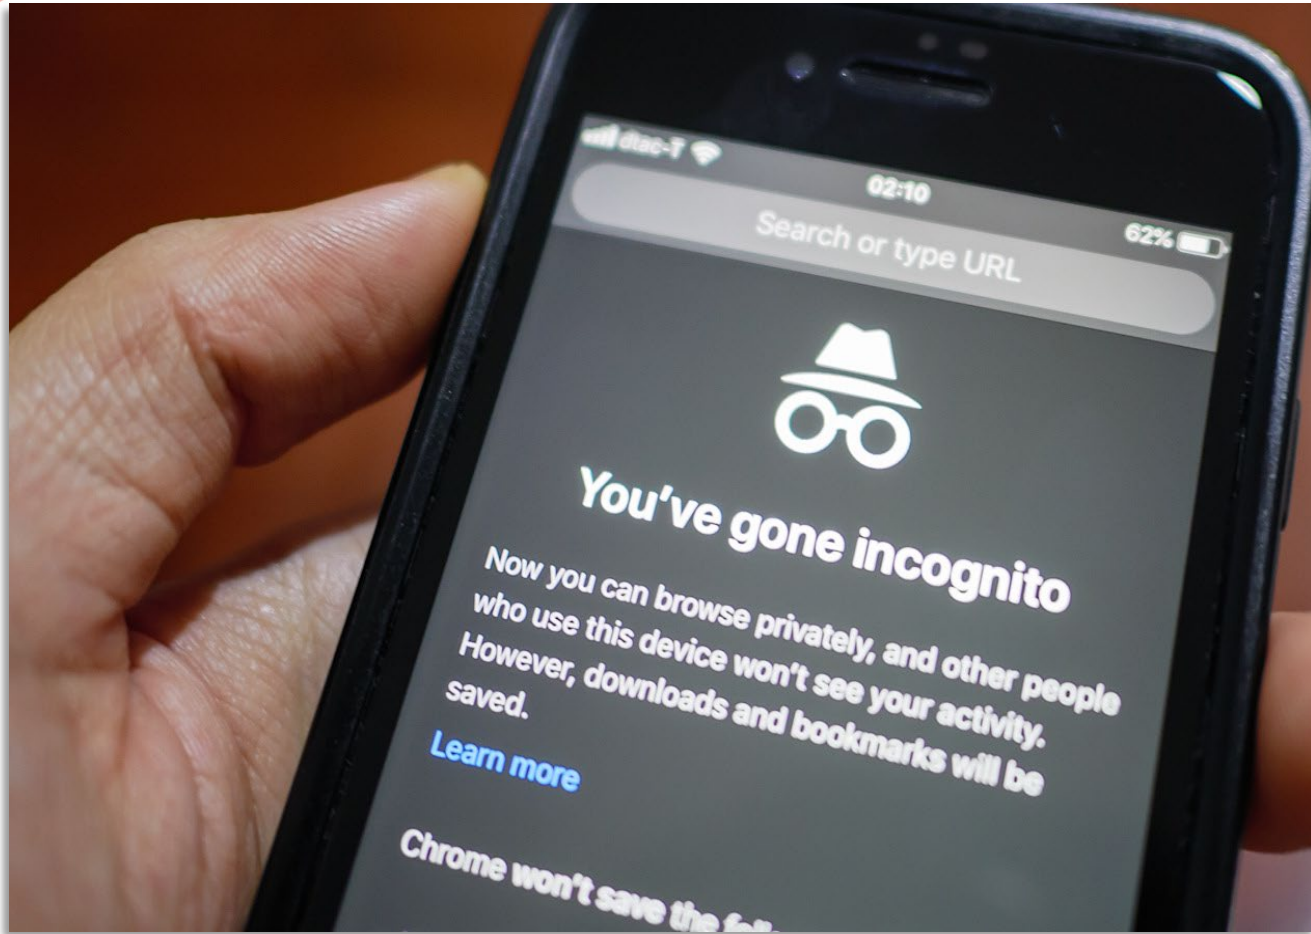 dtac-T
02:10
62%
Search or type URL
You've gone incognito
Now you can browse privately, and other people
who use this device won't see your activity.
However, downloads and bookmarks will be
saved.
Learn more
Chrome won't save the